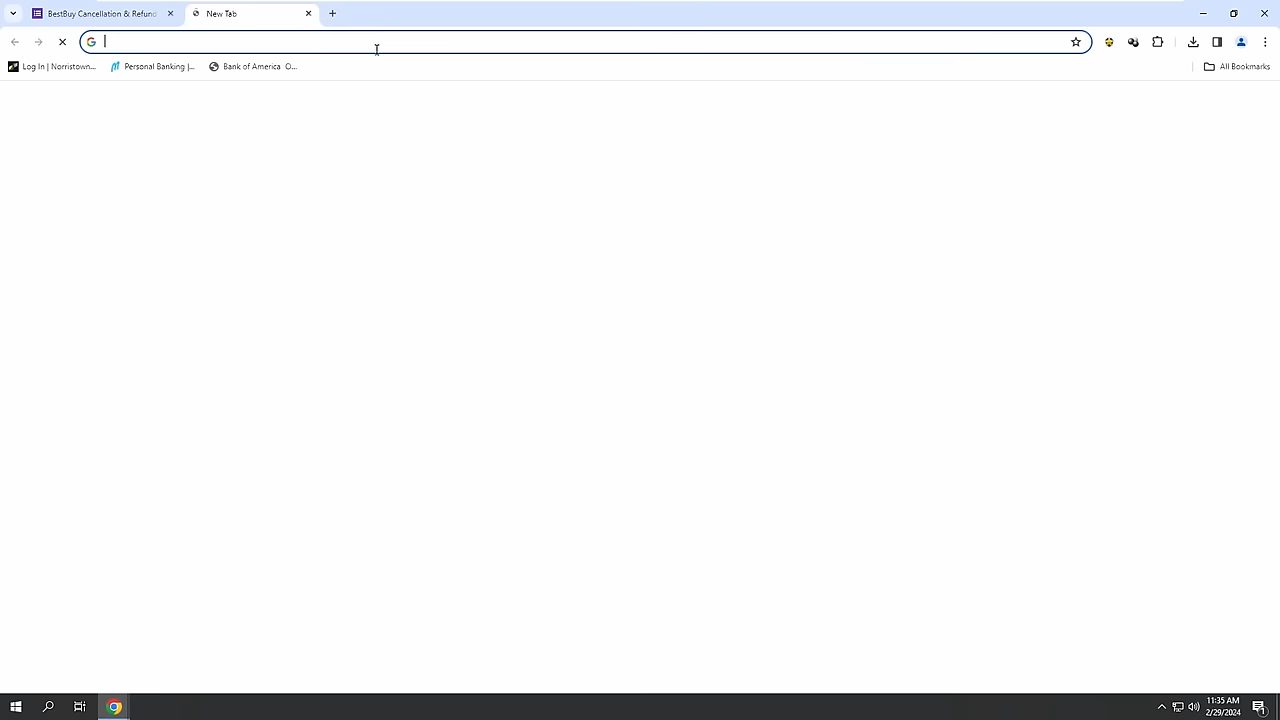 BestBuy Cancellation & Refund
New Tab
Log In | Norristown...
Personal Banking |...
Bank of America O...
All Bookmarks
11:35 AM
2/29/2024